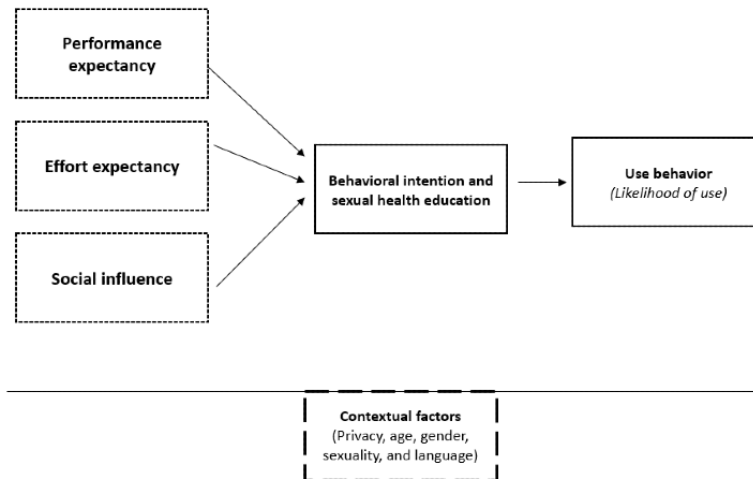 Performance
expectancy
Effort expectancy
Social influence
Behavioral intention and
sexual health education
Use behavior
(Likelihood of use)
Contextual factors
(Privacy, age, gender,
sexuality, and language)